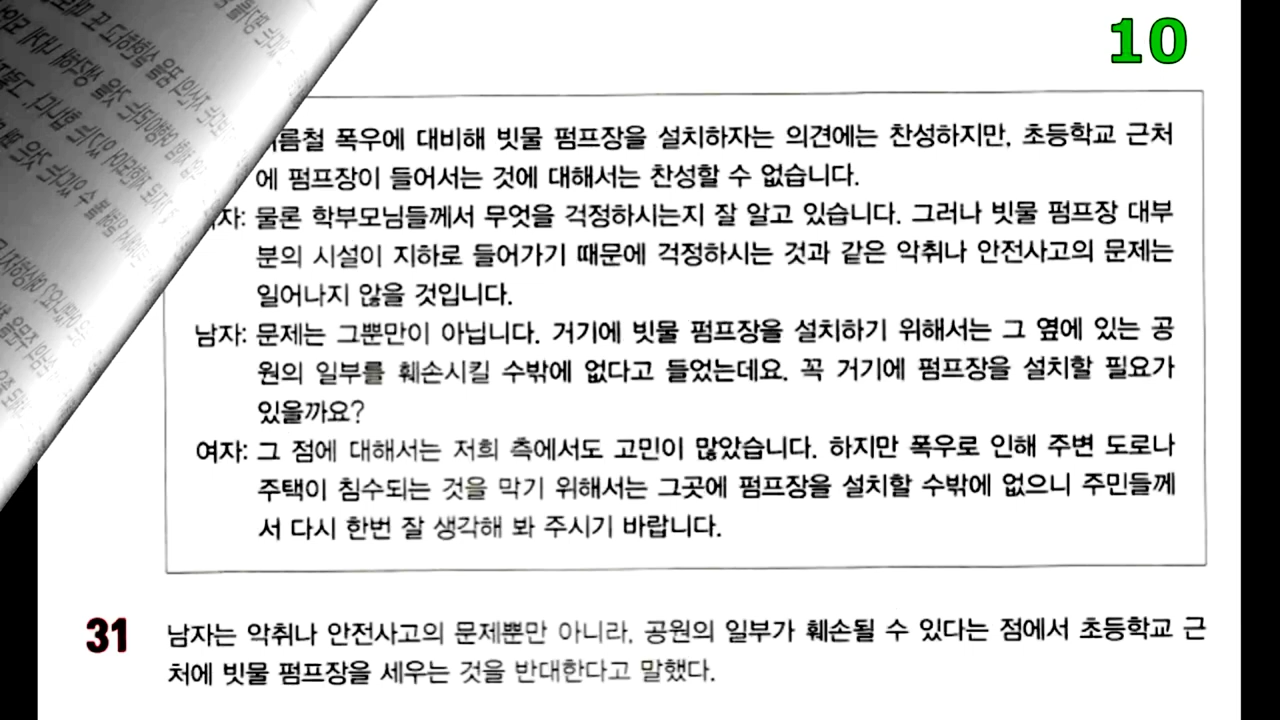 10
름철 폭우에 대비해 빗물 펌프장을 설치하자는 의견에는 찬성하지만, 초등학교 근처
에 펌프장이 들어서는 것에 대해서는 찬성할 수 없습니다.
자: 물론 학부모님들께서 무엇을 걱정하시는지 잘 알고 있습니다. 그러나 빗물 펌프장 대부
분의 시설이 지하로 들어가기 때문에 걱정하시는 것과 같은 악취나 안전사고의 문제는
일어나지 않을 것입니다.
남자: 문제는 그뿐만이 아닙니다. 거기에 빗물 펌프장을 설치하기 위해서는 그 옆에 있는 공
원의 일부를 훼손시킬 수밖에 없다고 들었는데요. 꼭 거기에 펌프장을 설치할 필요가
있을까요?
여자: 그 점에 대해서는 저희 측에서도 고민이 많았습니다. 하지만 폭우로 인해 주변 도로나
주택이 침수되는 것을 막기 위해서는 그곳에 펌프장을 설치할 수밖에 없으니 주민들께
서 다시 한번 잘 생각해 봐 주시기 바랍니다.
31 남자는 악취나 안전사고의 문제뿐만 아니라, 공원의 일부가 훼손될 수 있다는 점에서 초등학교 근
처에 빗물 펌프장을 세우는 것을 반대한다고 말했다.